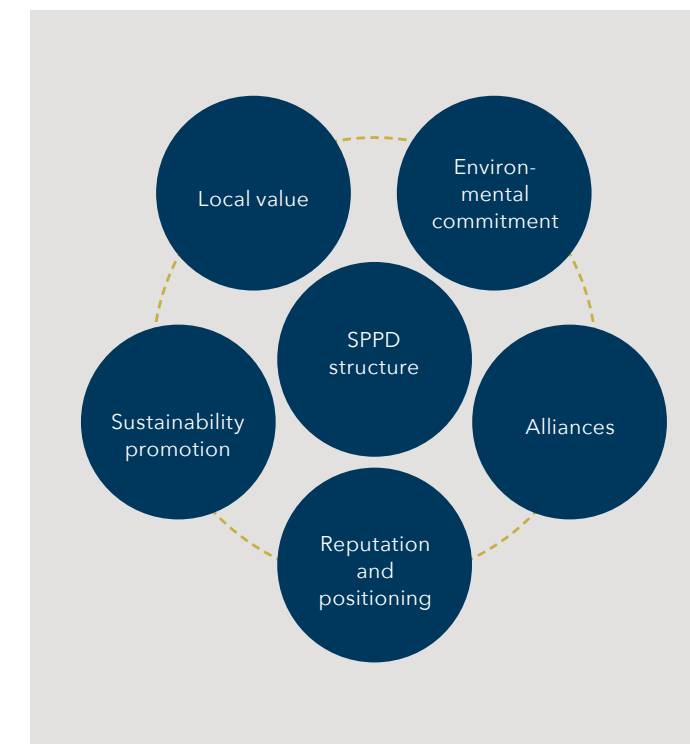 Local value
Environ-
mental
commitment
SPPD
structure
Sustainability
promotion
Alliances
Reputation
and
positioning